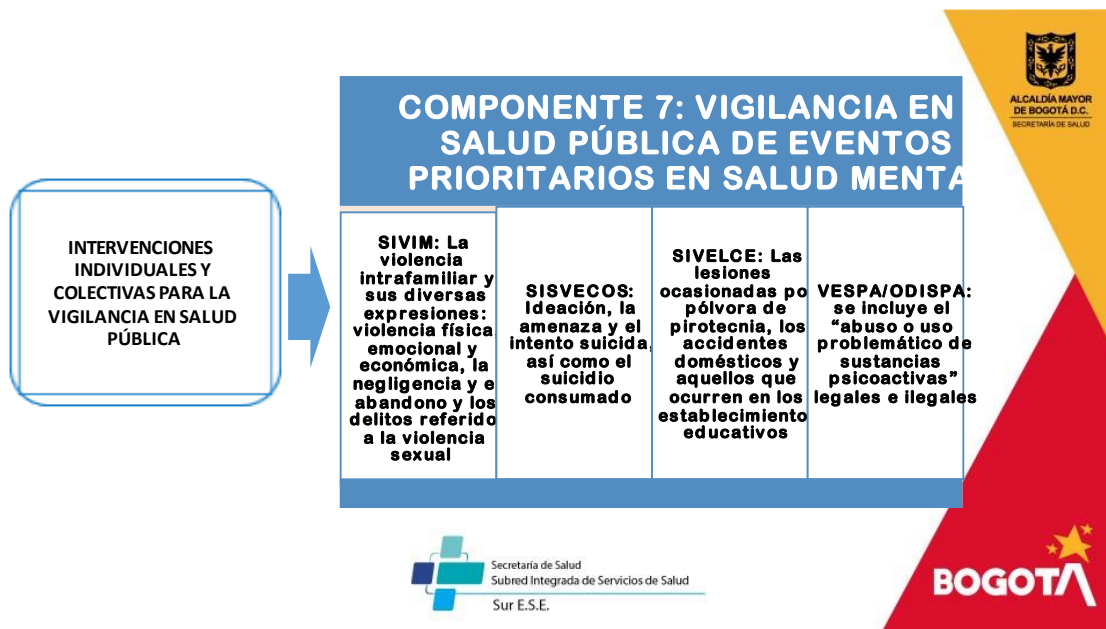 COMPONENTE 7: VIGILANCIA EN
SALUD PÚBLICA DE EVENTOS
PRIORITARIOS EN SALUD MENTA
INTERVENCIONES
INDIVIDUALES Y
COLECTIVAS PARA LA
VIGILANCIA EN SALUD
PÚBLICA
SIVIM: La
violencia
intrafamiliar y
sus diversas
expresiones:
violencia física
emocional y
económica, la
negligencia y e
abandono y los
delitos referido
a la violencia
sexual
SISVECOS:
Ideación, la
amenaza y el
intento suicida,
así como el
suicidio
consumado
SIVELCE: Las
lesiones
ocasionadas po
pólvora de
pirotecnia, los
accidentes
domésticos y
aquellos que
ocurren en los
establecimiento
educativos
VESPA/ODISPA:
se incluye el
“abuso o uso
problemático de
sustancias
psicoactivas”
legales e ilegales
ALCALDÍA MAYOR
DE BOGOTÁ D.C.
SECRETARÍA DE SALUD
Secretaría de Salud
Subred Integrada de Servicios de Salud
Sur E.S.E.
BOGOTÁ